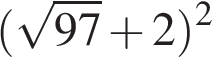 (√97 + 2)²